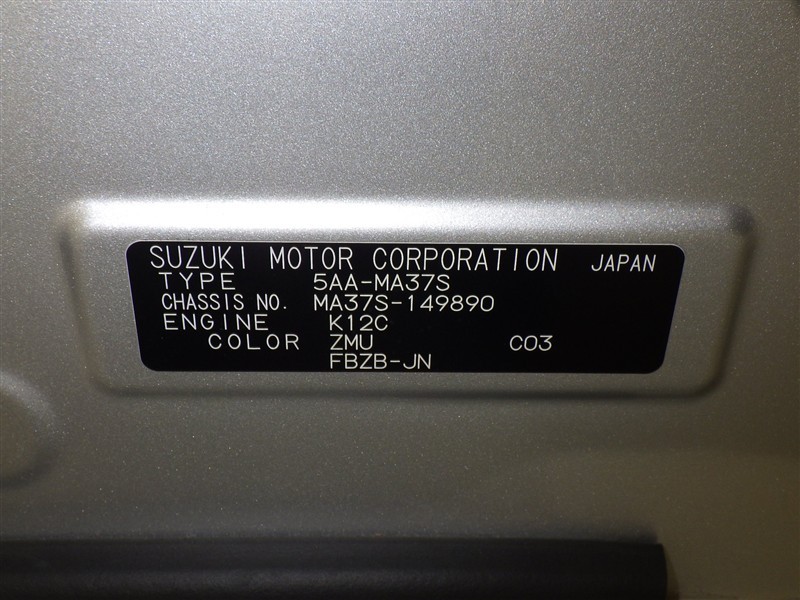 SUZUKI MOTOR CORPORATION JAPAN
TYPE 5AA-MA37S
CHASSIS NO. MA37S-149890
ENGINE K12C
COLOR ZMU C03
FBZB-JN